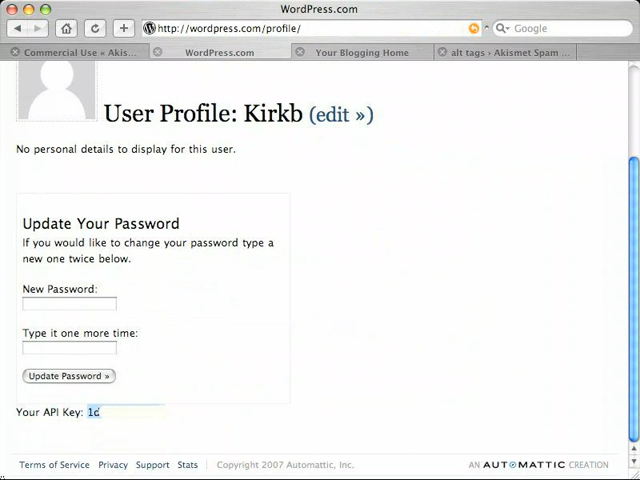 WordPress.com
http://wordpress.com/profile/
Google
Commercial Use « Akis...
WordPress.com
Your Blogging Home
alt tags › Akismet Spam ...
User Profile: Kirkb (edit »)
No personal details to display for this user.
Update Your Password
If you would like to change your password type a
new one twice below.
New Password:
Type it one more time:
Update Password »
Your API Key: 1d
Terms of Service Privacy Support Stats Copyright 2007 Automattic, Inc. AN AUTOMATTIC CREATION